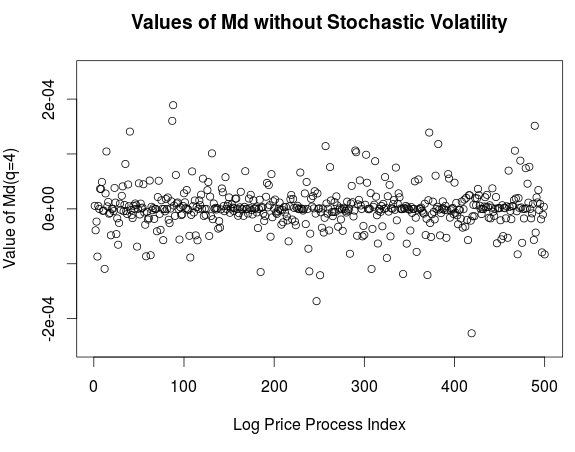 Values of Md without Stochastic Volatility
Value of Md(q=4)
2e-04
0e+00
-2e-04
0 100 200 300 400 500
Log Price Process Index